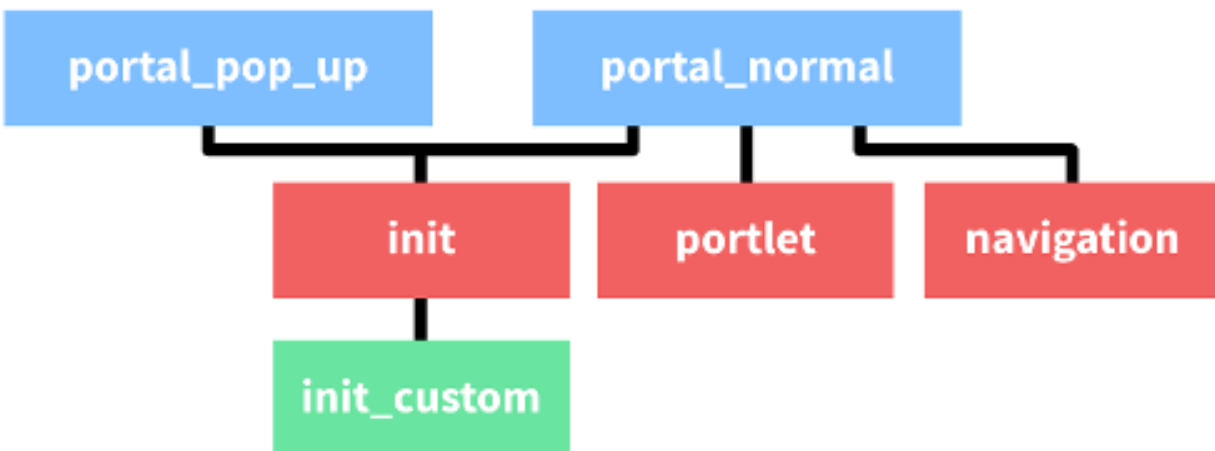 portal_pop_up
portal_normal
init
portlet
navigation
init_custom